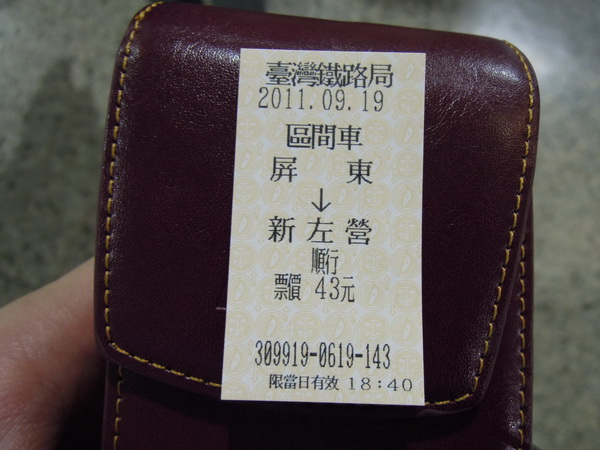 臺灣鐵路局
2011.09.19
區間車
屏 東
↓
新左營
順行
票價 43元
309919-0619-143
限當日有效 18:40